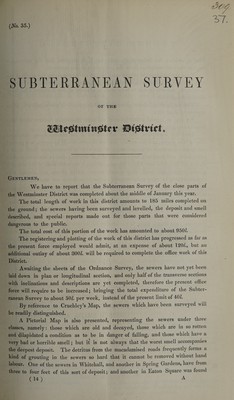 (No. 35.)
37.
SUBTERRANEAN SURVEY
OF THE
Westminster District.
GENTLEMEN,
We have to report that the Subterranean Survey of the close parts of
the Westminster District was completed about the middle of January this year.
The total length of work in this district amounts to 185 miles completed on
the ground; the sewers having been surveyed and levelled, the deposit and smell
described, and special reports made out for those parts that were considered
dangerous to the public.
The total cost of this portion of the work has amounted to about
The registering and plotting of the work of this district has progressed as far as
the present force employed would admit, at an expense of about 120l., but an
additional outlay of about 300l. will be required to complete the office work of this
District.
Awaiting the sheets of the Ordnance Survey, the sewers have not yet been
laid down in plan or longitudinal section, and only half of the transverse sections
with inclinations and descriptions are yet completed, therefore the present office
force will require to be increased; bringing the total expenditure of the Subter-
ranean Survey to about 50l. per week, instead of the present limit of 40l.
By reference to Cruchley's Map, the sewers which have been surveyed will
be readily distinguished.
A Pictorial Map is also presented, representing the sewers under three
classes, namely: those which are old and decayed, those which are in so rotten
and dilapidated a condition as to be in danger of falling, and those which have a
very bad or horrible smell; but it is not always that the worst smell accompanies
the deepest deposit. The detritus from the macadamised roads frequently forms a
kind of grouting in the sewers so hard that it cannot be removed without hand
labour. One of the sewers in Whitehall, and another in Spring Gardens, have from
three to four feet of this sort of deposit; and another in Eaton Square was found
( 14 ) A